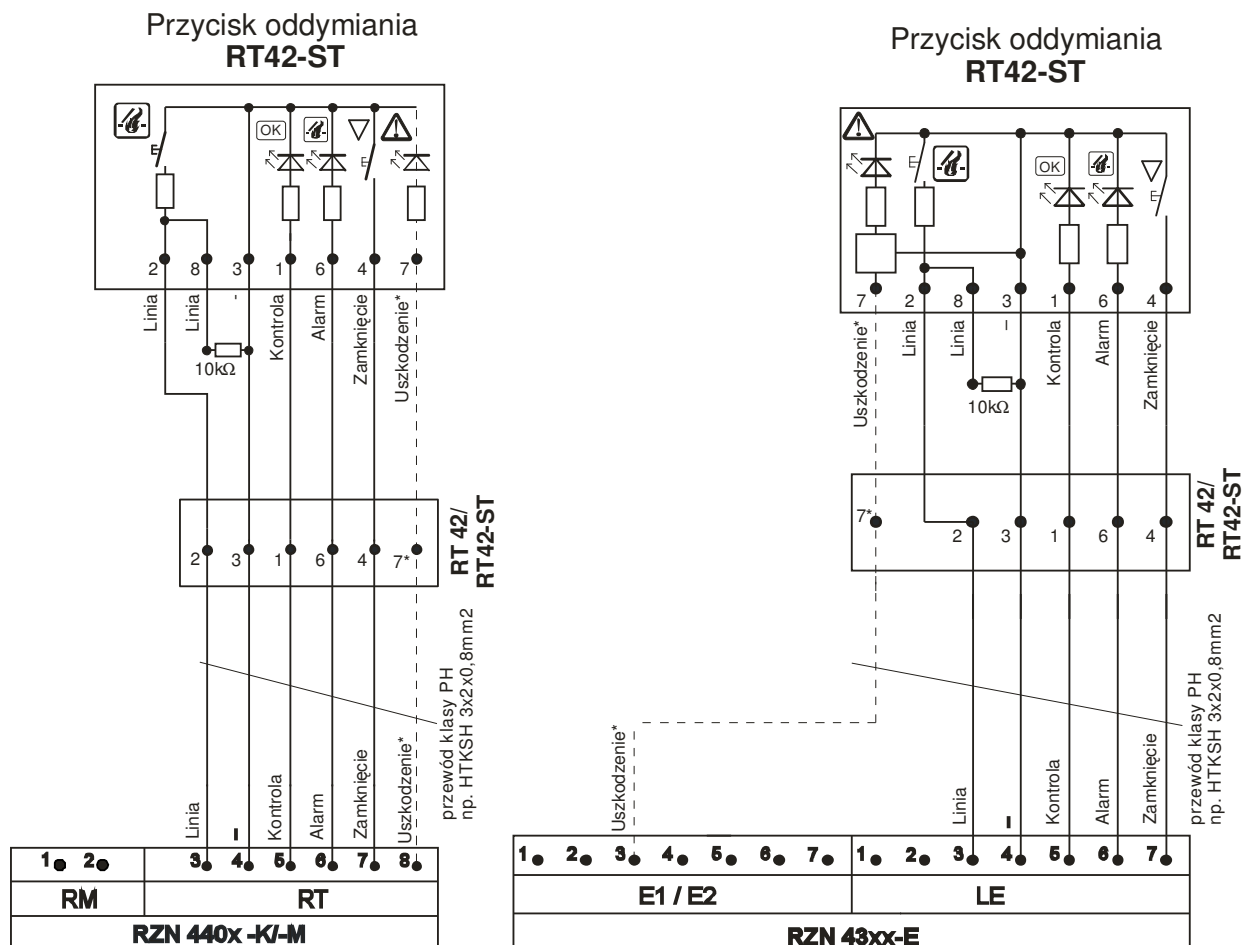 Przycisk oddymiania
RT42-ST
OK
2 8 3 1 6 4 7
Linia
Linia
-
Kontrola
Alarm
Zamknięcie
Uszkodzenie*
10kΩ
2 3 1 6 4 7*
RT 42/
RT42-ST
przewód klasy PH
np. HTKSH 3x2x0,8mm2
Linia
-
Kontrola
Alarm
Zamknięcie
Uszkodzenie*
1 2 3 4 5 6 7 8
RM RT
RZN 440x -K/-M
Przycisk oddymiania
RT42-ST
OK
7 2 8 3 1 6 4
Uszkodzenie*
Linia
Linia
-
Kontrola
Alarm
Zamknięcie
10kΩ
7* 2 3 1 6 4
RT 42/
RT42-ST
przewód klasy PH
np. HTKSH 3x2x0,8mm2
Uszkodzenie*
Linia
-
Kontrola
Alarm
Zamknięcie
1 2 3 4 5 6 7 1 2 3 4 5 6 7
E1 / E2 LE
RZN 43xx-E